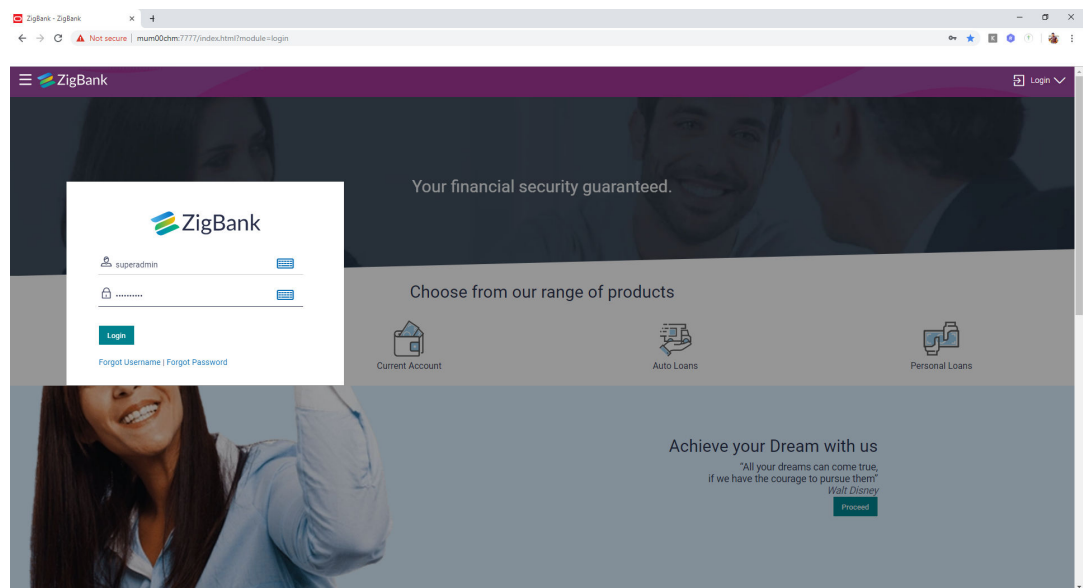 ZigBank - ZigBank
Not secure | mum00chm:7777/index.html?module=login
ZigBank
Login
Your financial security guaranteed.
ZigBank
superadmin
..........
Login
Forgot Username | Forgot Password
Choose from our range of products
Current Account
Auto Loans
Personal Loans
Achieve your Dream with us
"All your dreams can come true,
if we have the courage to pursue them"
Walt Disney
Proceed